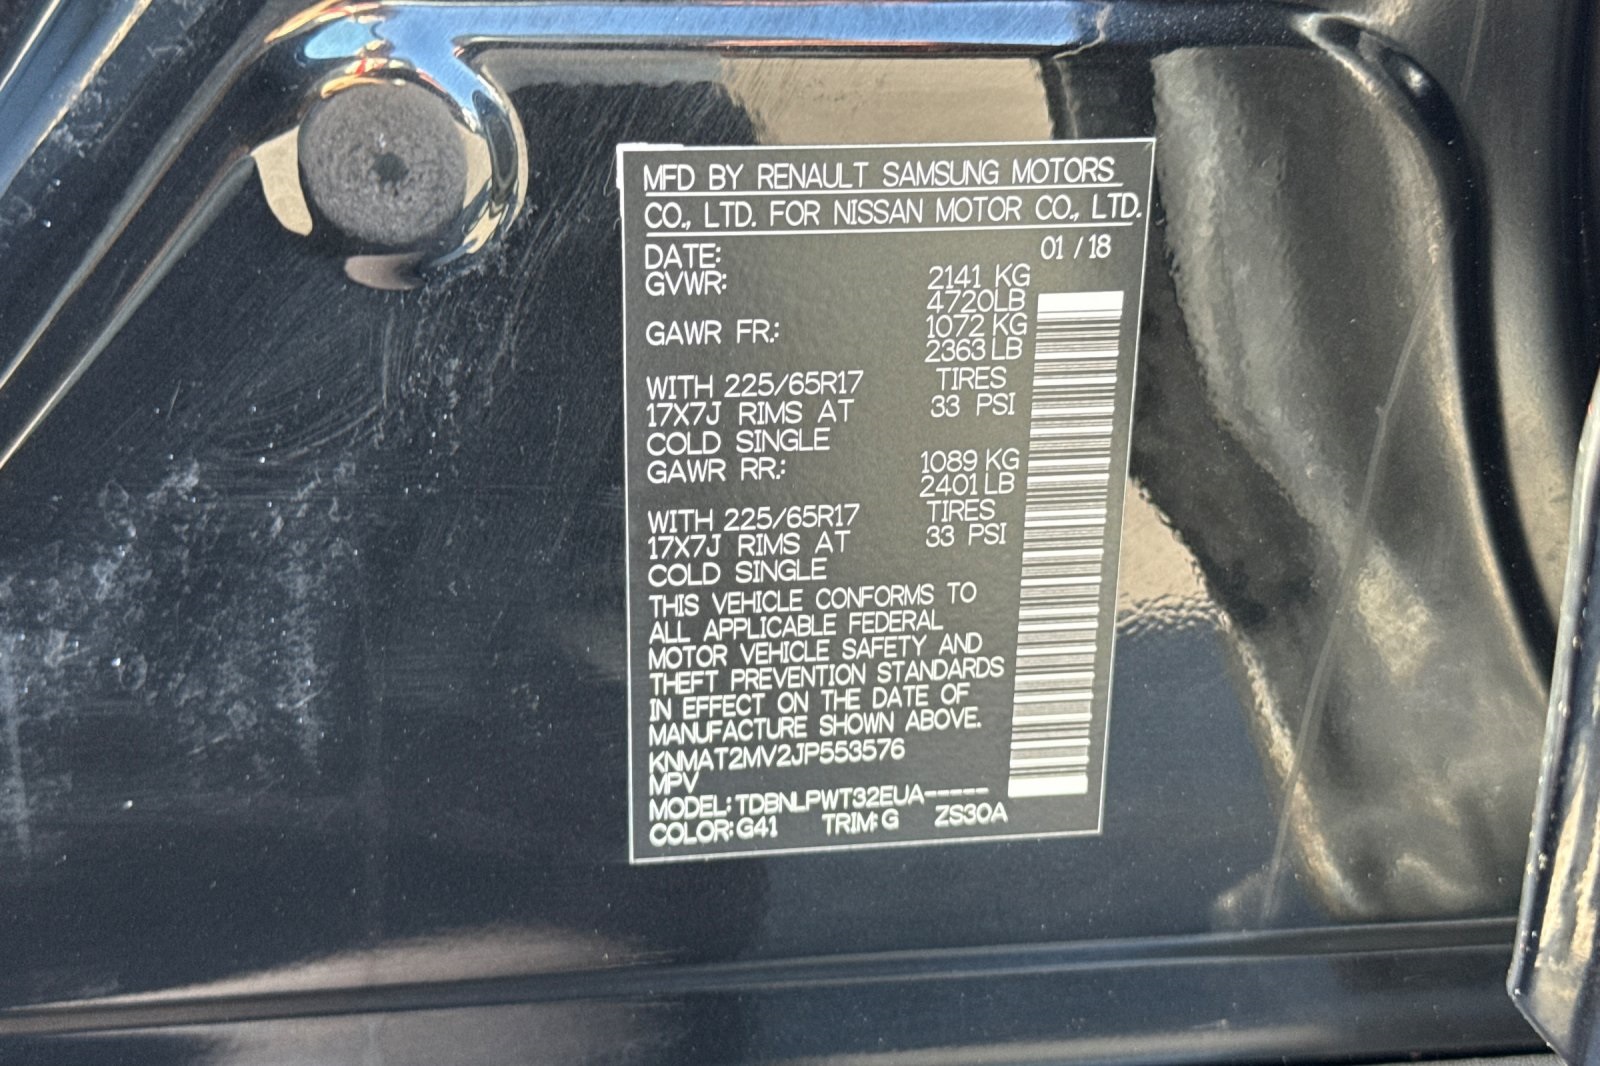 MFD BY RENAULT SAMSUNG MOTORS
CO., LTD. FOR NISSAN MOTOR CO., LTD.
DATE: 01 / 18
GVWR: 2141 KG
4720LB
GAWR FR.: 1072 KG
2363 LB
WITH 225/65R17 TIRES
17X7J RIMS AT 33 PSI
COLD SINGLE
GAWR RR.: 1089 KG
2401 LB
WITH 225/65R17 TIRES
17X7J RIMS AT 33 PSI
COLD SINGLE
THIS VEHICLE CONFORMS TO
ALL APPLICABLE FEDERAL
MOTOR VEHICLE SAFETY AND
THEFT PREVENTION STANDARDS
IN EFFECT ON THE DATE OF
MANUFACTURE SHOWN ABOVE.
KNMAT2MV2JP553576
MPV
MODEL: TDBNLPWT32EUA-----
COLOR: G41 TRIM: G ZS30A